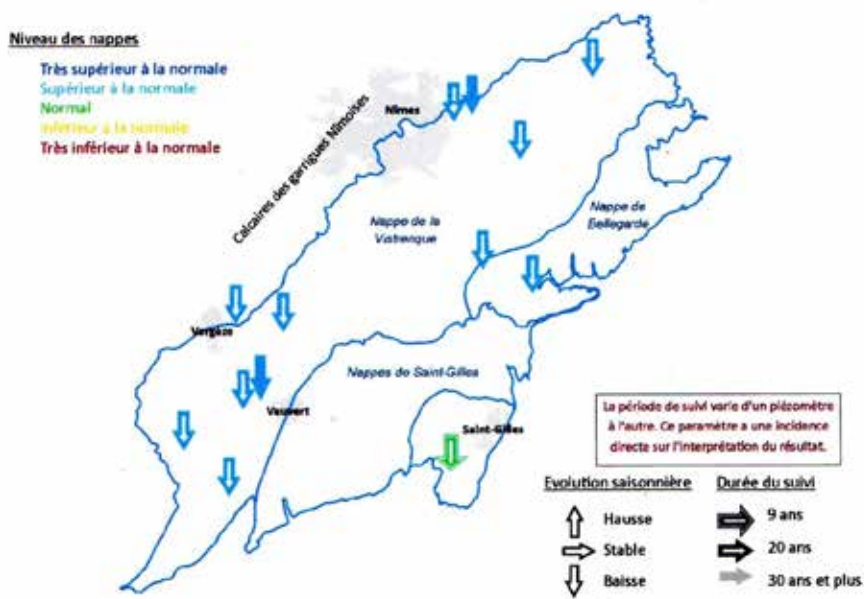 Niveau des nappes
Très supérieur à la normale
Supérieur à la normale
Normal
Inférieur à la normale
Très inférieur à la normale
Calcaires des garrigues Nîmoises
Nîmes
Nappe de la
Vistrenque
Nappe de
Bellegarde
Vergèze
Nappes de Saint-Gilles
Vauvert
Saint-Gilles
La période de suivi varie d'un piézomètre
à l'autre. Ce paramètre a une incidence
directe sur l'interprétation du résultat.
Evolution saisonnière
Hausse
Stable
Baisse
Durée du suivi
9 ans
20 ans
30 ans et plus